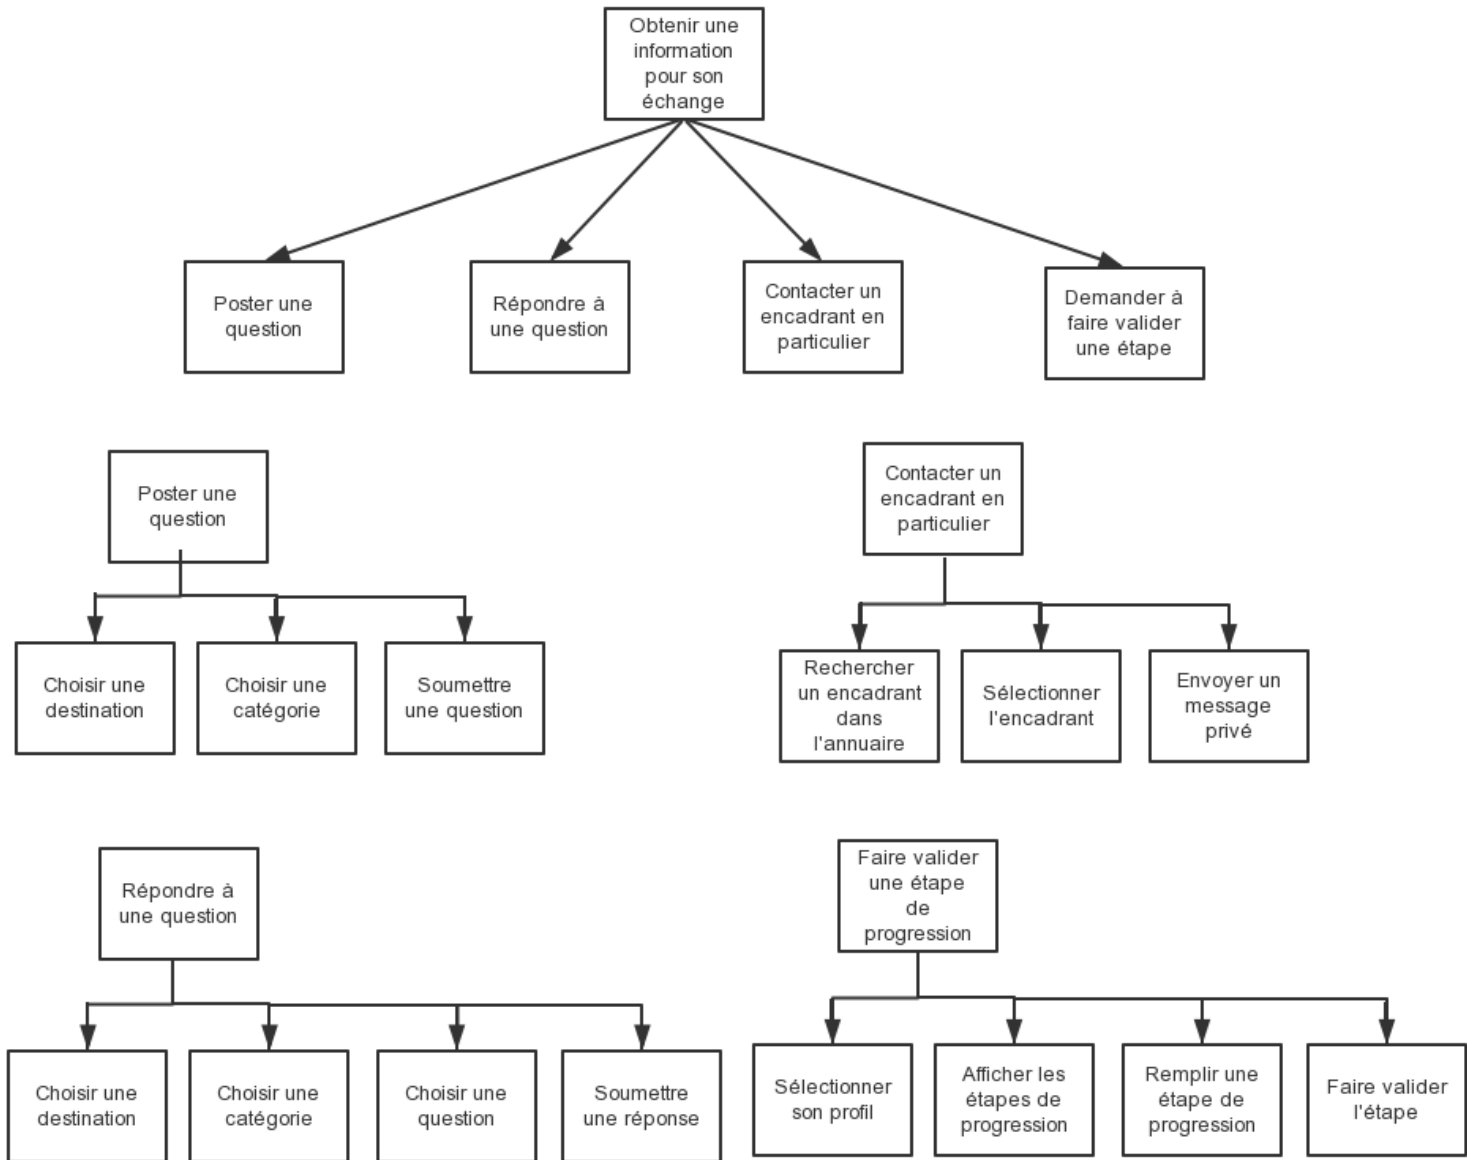 Obtenir une
information
pour son
échange
Poster une
question
Répondre à
une question
Contacter un
encadrant en
particulier
Demander à
faire valider
une étape
Poster une
question
Contacter un
encadrant en
particulier
Choisir une
destination
Choisir une
catégorie
Soumettre
une question
Rechercher
un encadrant
dans
l'annuaire
Sélectionner
l'encadrant
Envoyer un
message
privé
Répondre à
une question
Faire valider
une étape
de
progression
Choisir une
destination
Choisir une
catégorie
Choisir une
question
Soumettre
une réponse
Sélectionner
son profil
Afficher les
étapes de
progression
Remplir une
étape de
progression
Faire valider
l'étape